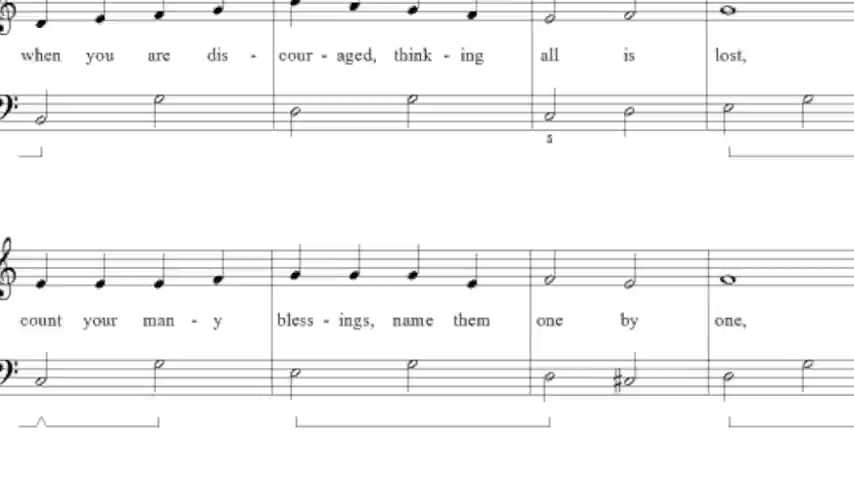 when you are dis - cour - aged, think - ing all is lost,
5
count your man - y bless - ings, name them one by one,